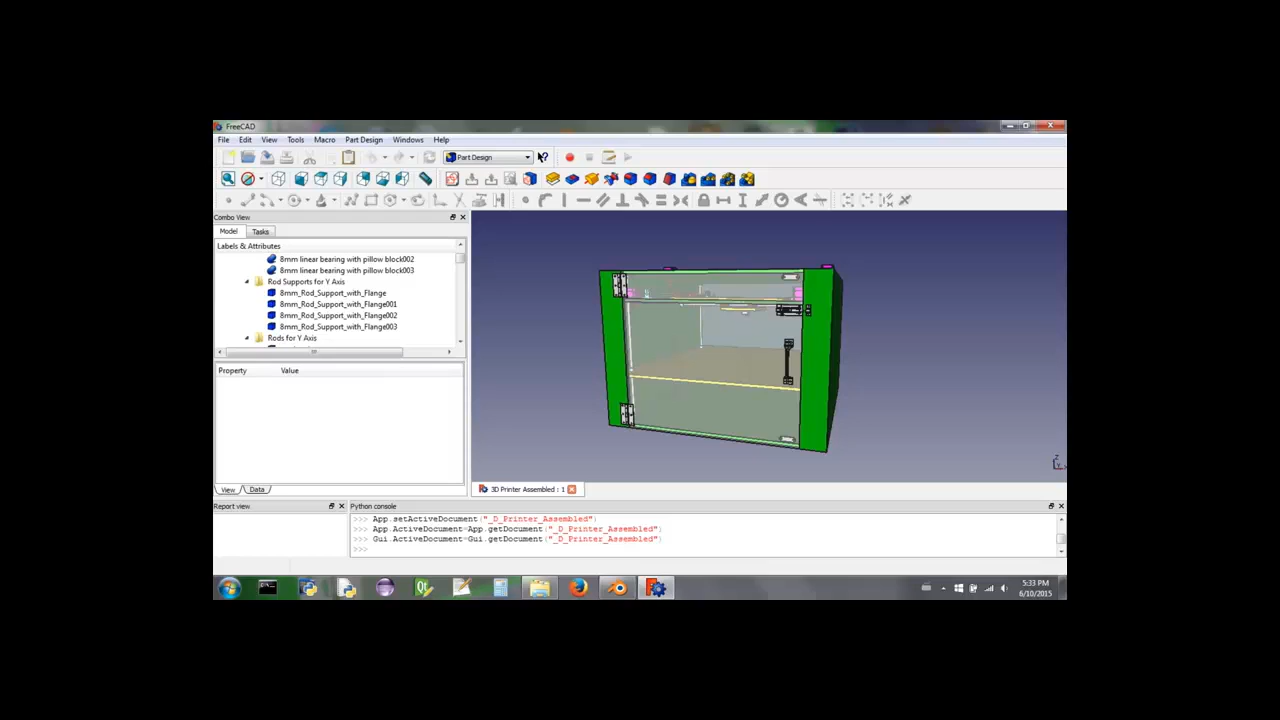 FreeCAD
File Edit View Tools Macro Part Design Windows Help
Part Design
Combo View
Model Tasks
Labels & Attributes
8mm linear bearing with pillow block002
8mm linear bearing with pillow block003
Rod Supports for Y Axis
8mm_Rod_Support_with_Flange
8mm_Rod_Support_with_Flange001
8mm_Rod_Support_with_Flange002
8mm_Rod_Support_with_Flange003
Rods for Y Axis
Property Value
View Data
3D Printer Assembled : 1
Report view
Python console
>>> App.setActiveDocument("_D_Printer_Assembled")
>>> App.ActiveDocument=App.getDocument("_D_Printer_Assembled")
>>> Gui.ActiveDocument=Gui.getDocument("_D_Printer_Assembled")
>>>
5:33 PM
6/10/2015